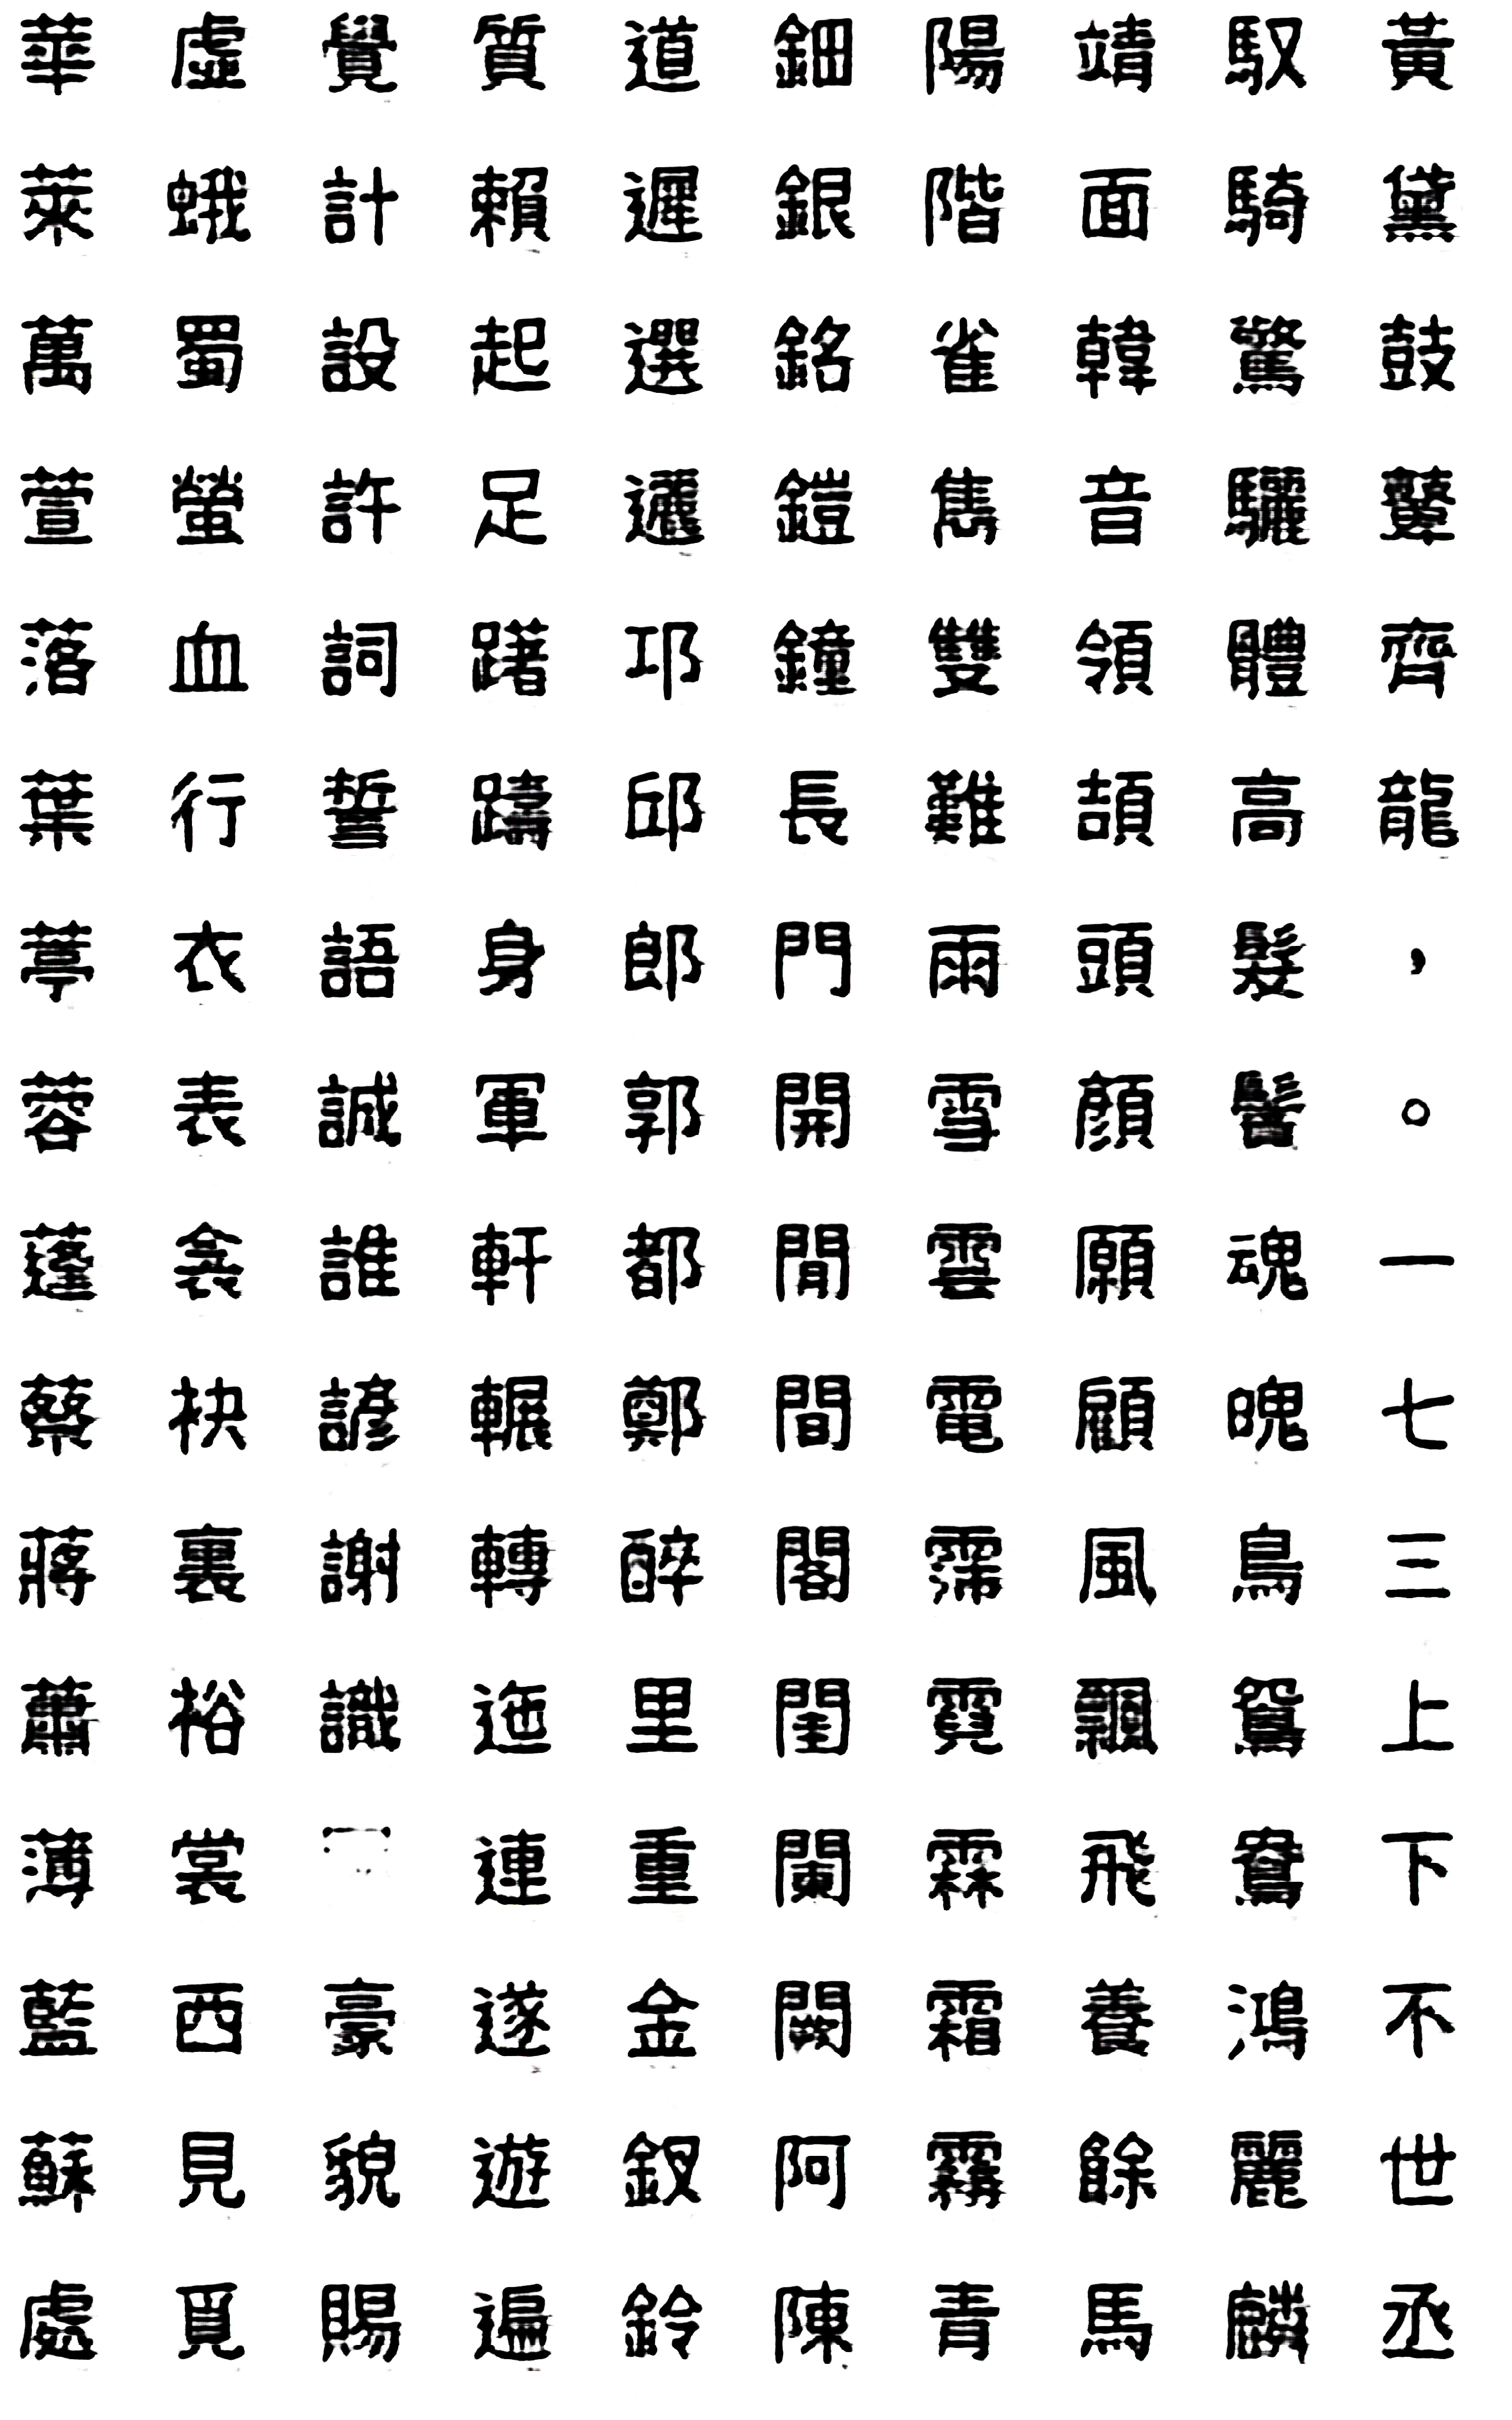 華萊萬萱落葉葶蓉蓬蔡蔣蕭薄藍蘇處
虛蛾蜀螢血行衣表衾袂裏裕裳西見覓
覺計設許詞誓語誠誰諺謝識豪貌賜
質賴起足躇躊身軍軒輾轉迤連遂遊遍
道遲選邐邛邱郎郭都鄭醉里重金釵鈴
鈿銀銘鎧鐘長門開閒間閣閨闌闕阿陳
陽階雀雋雙難雨雪雲電霈霓霖霜霧青
靖面韓音領頡頭顏願顧風飄飛養餘馬
馭騎驚驪體高髮鬢魂魄鳥鴛鴦鴻麗麟
黃黛鼓鼙齊龍，。一七三上下不世丞